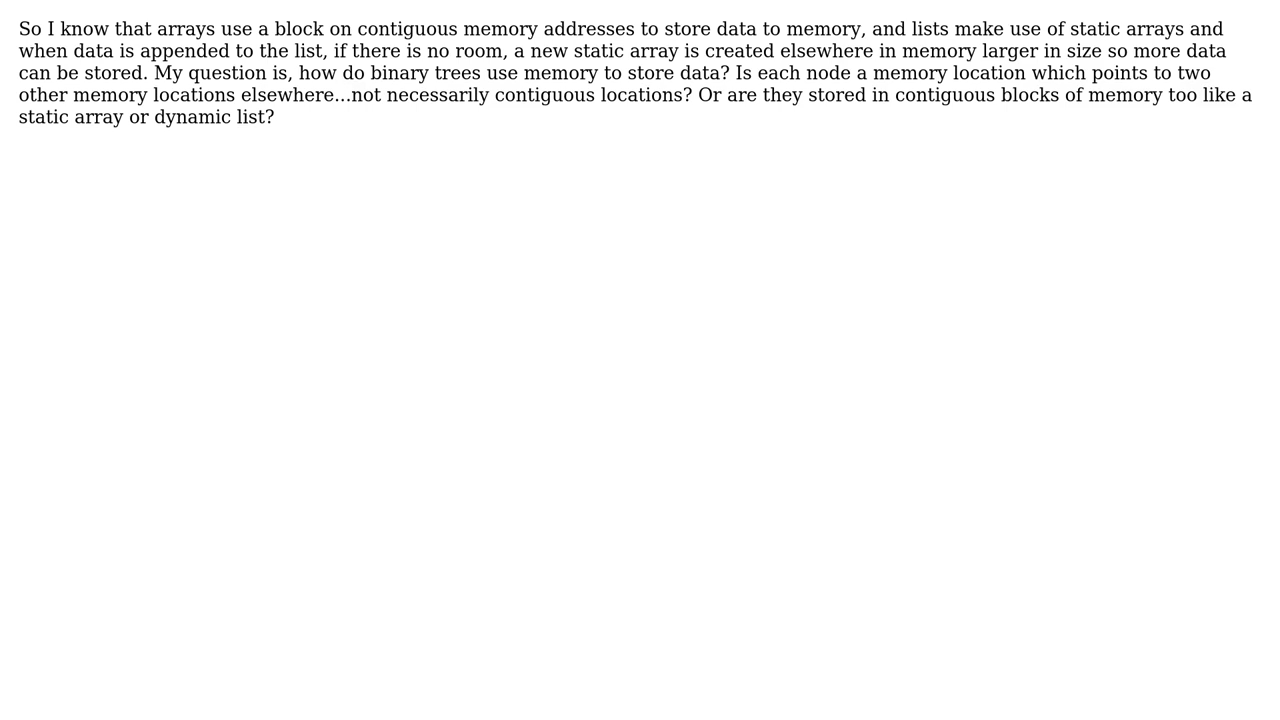 So I know that arrays use a block on contiguous memory addresses to store data to memory, and lists make use of static arrays and
when data is appended to the list, if there is no room, a new static array is created elsewhere in memory larger in size so more data
can be stored. My question is, how do binary trees use memory to store data? Is each node a memory location which points to two
other memory locations elsewhere...not necessarily contiguous locations? Or are they stored in contiguous blocks of memory too like a
static array or dynamic list?